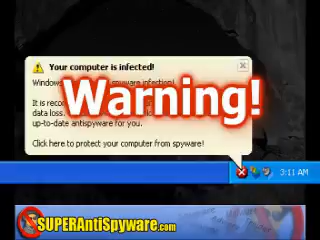 Your computer is infected!
Windows spyware infection!
It is reco
data loss.
up-to-date antispyware for you.
Click here to protect your computer from spyware!
Warning!
3:11 AM
SUPERAntiSpyware.com